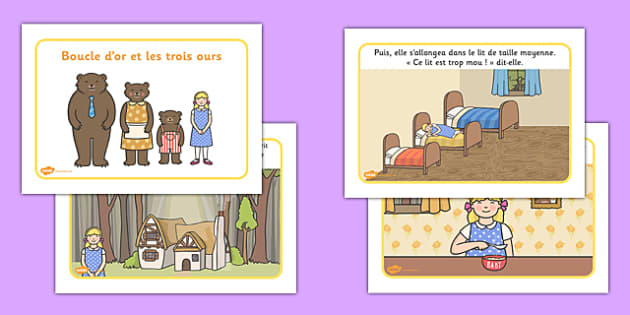 Boucle d'or et les trois ours
Puis, elle s'allongea dans le lit de taille moyenne.
« Ce lit est trop mou ! » dit-elle.
BABY